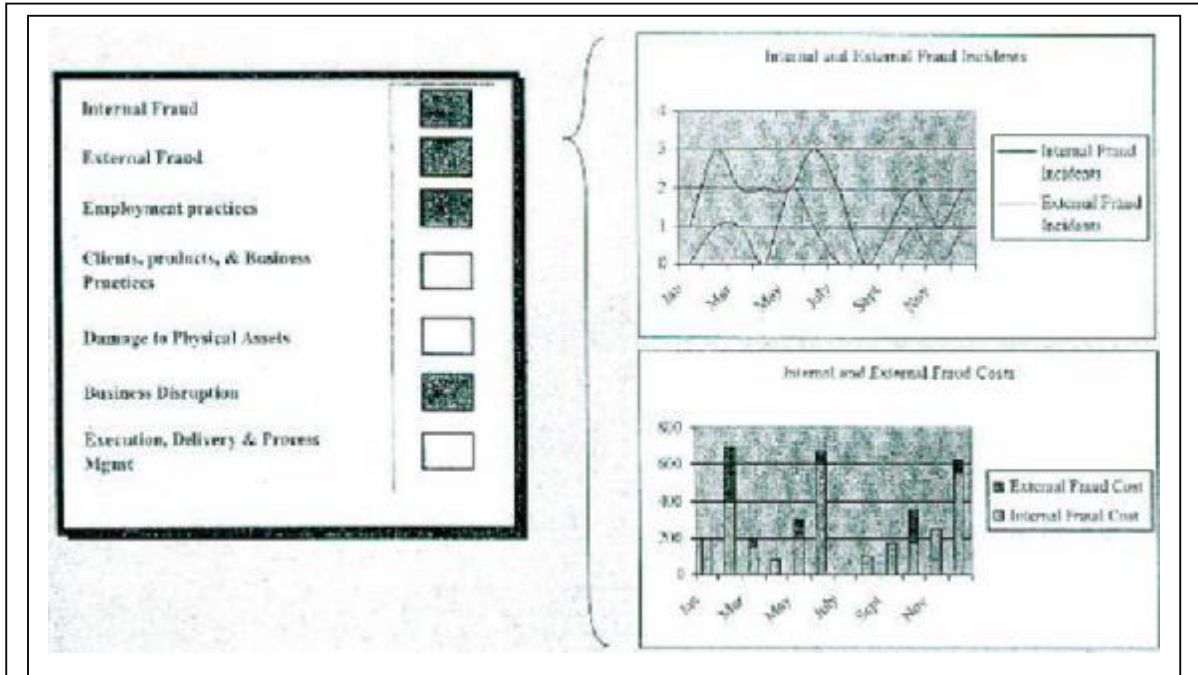 Internal Fraud
External Fraud
Employment practices
Clients, products, & Business
Practices
Damage to Physical Assets
Business Disruption
Execution, Delivery & Process
Mgmt
Internal and External Fraud Incidents
4
3
2
1
0
Jan
Mar
May
July
Sept
Nov
Internal Fraud
Incidents
External Fraud
Incidents
Internal and External Fraud Costs
800
600
400
200
0
Jan
Mar
May
July
Sept
Nov
External Fraud Cost
Internal Fraud Cost